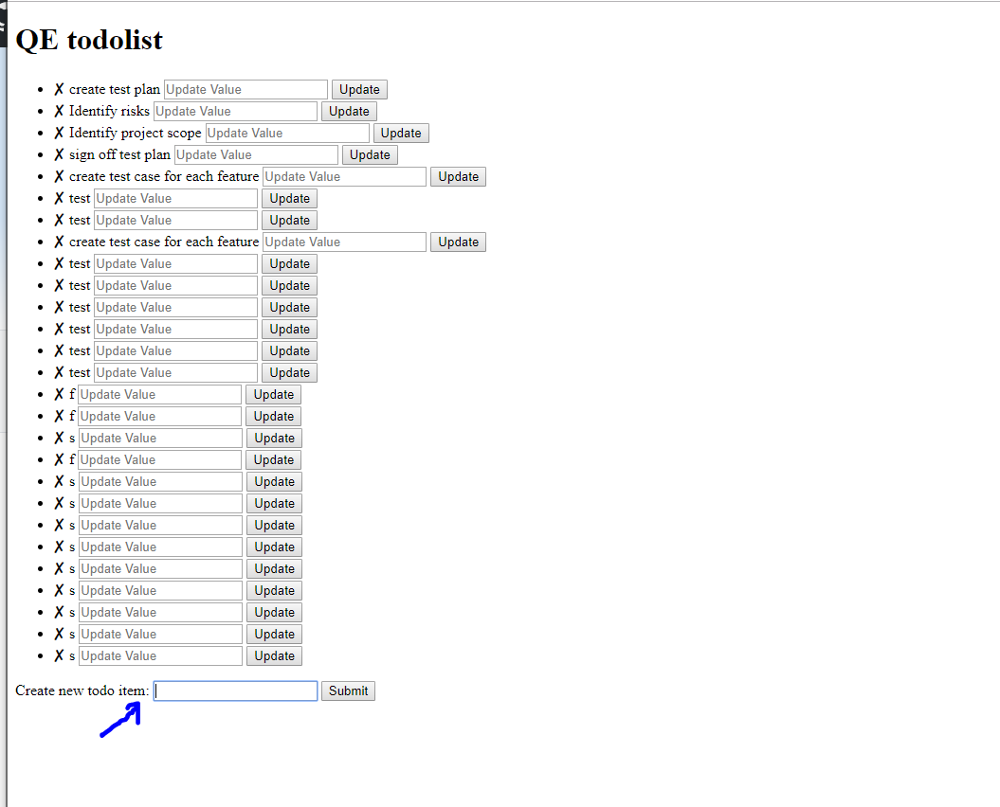 QE todolist
✗ create test plan Update Value Update
✗ Identify risks Update Value Update
✗ Identify project scope Update Value Update
✗ sign off test plan Update Value Update
✗ create test case for each feature Update Value Update
✗ test Update Value Update
✗ test Update Value Update
✗ create test case for each feature Update Value Update
✗ test Update Value Update
✗ test Update Value Update
✗ test Update Value Update
✗ test Update Value Update
✗ test Update Value Update
✗ test Update Value Update
✗ f Update Value Update
✗ f Update Value Update
✗ s Update Value Update
✗ f Update Value Update
✗ s Update Value Update
✗ s Update Value Update
✗ s Update Value Update
✗ s Update Value Update
✗ s Update Value Update
✗ s Update Value Update
✗ s Update Value Update
✗ s Update Value Update
✗ s Update Value Update
Create new todo item: Submit